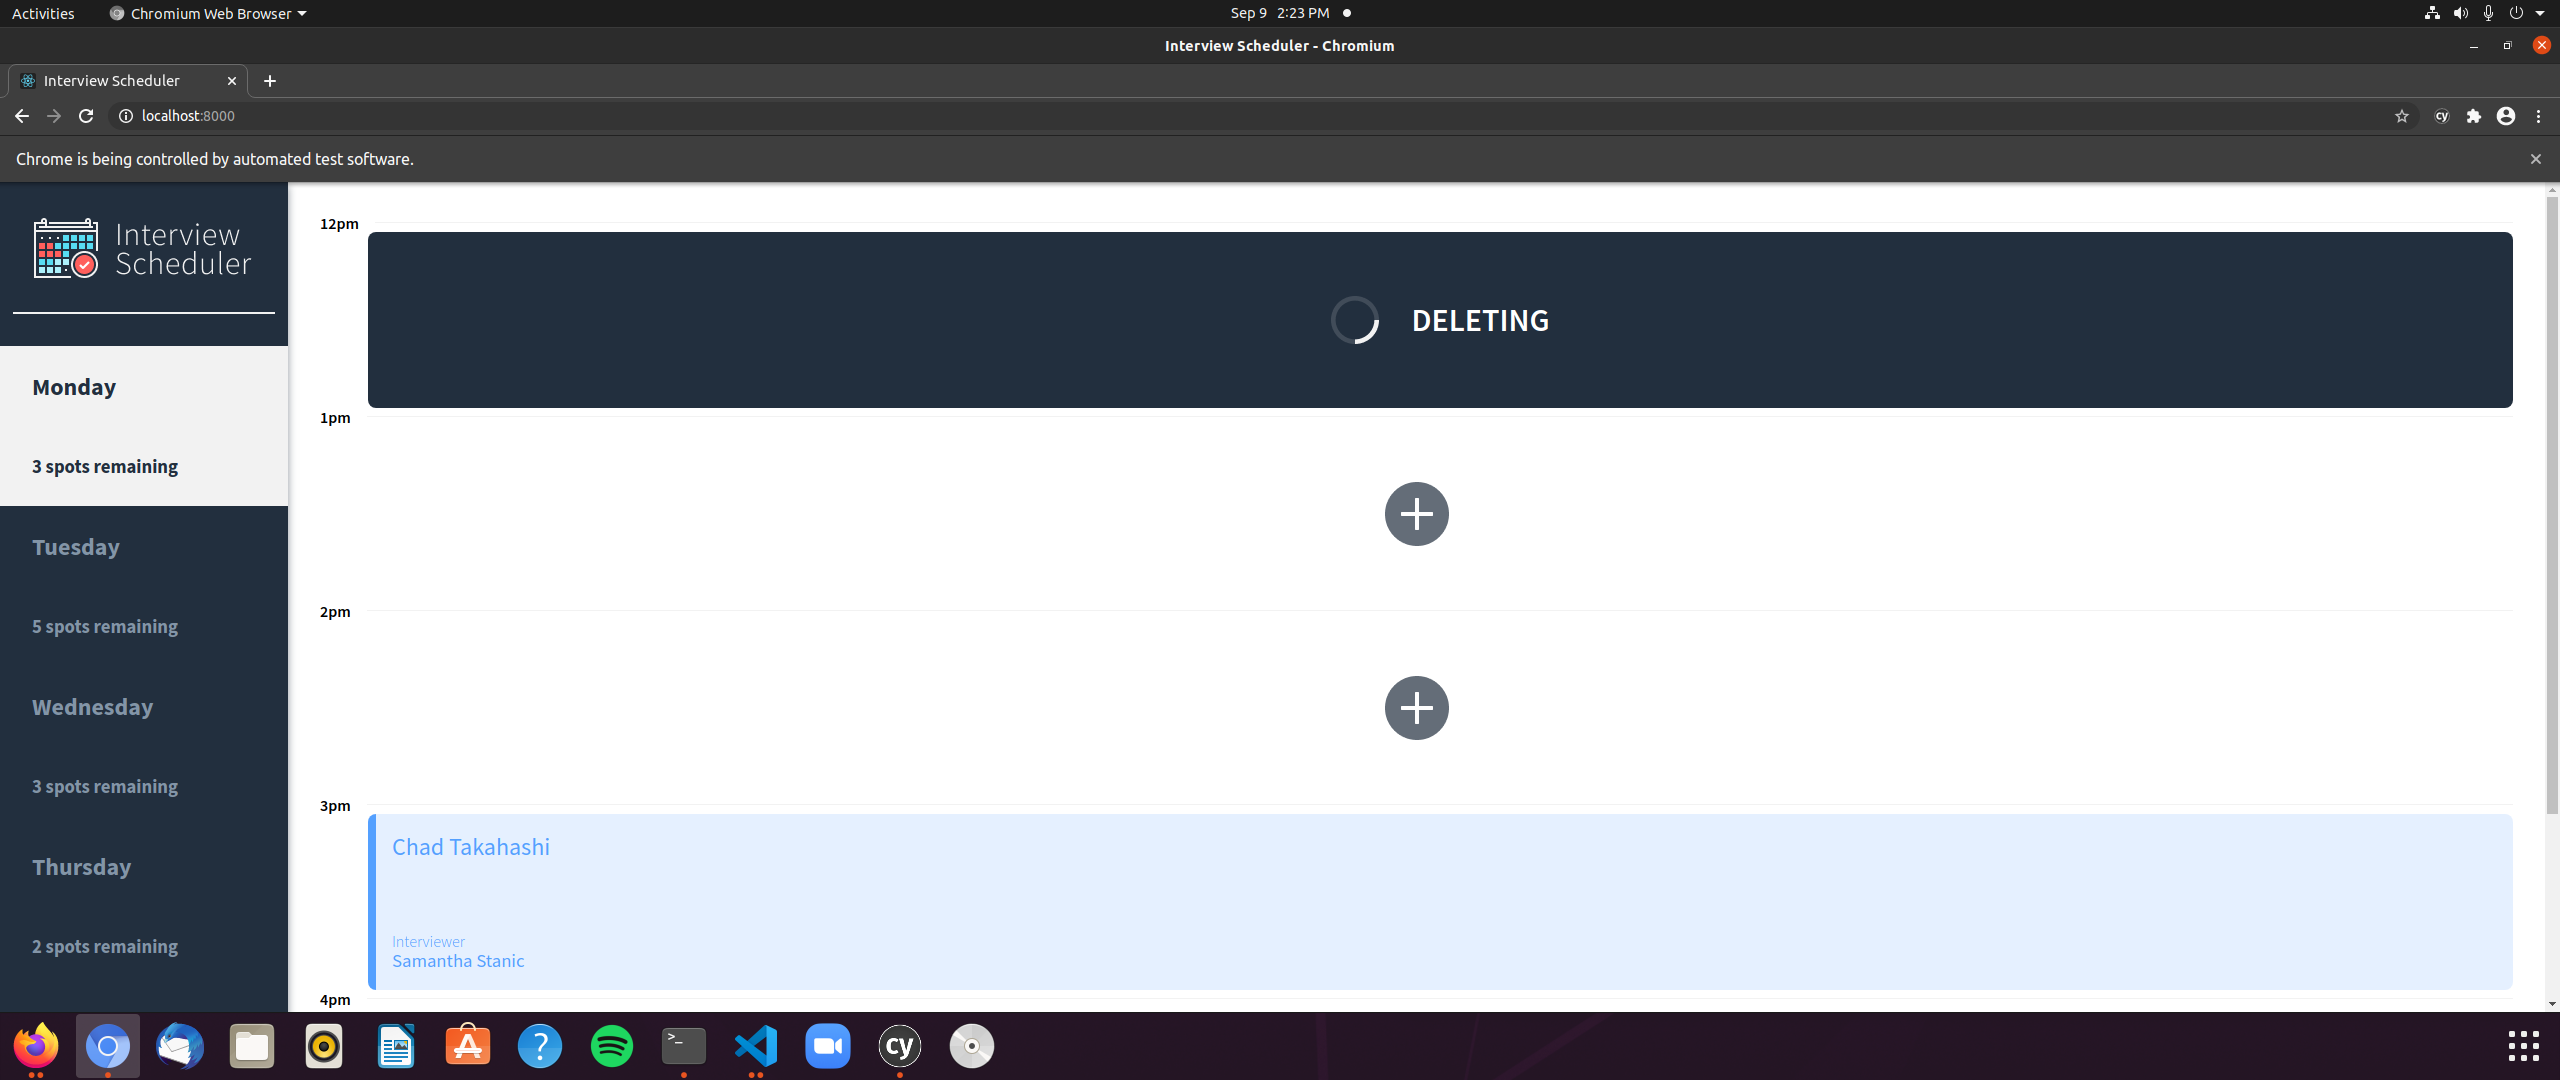 Activities
Chromium Web Browser
Sep 9 2:23 PM
Interview Scheduler - Chromium
Interview Scheduler
localhost:8000
cy
Chrome is being controlled by automated test software.
Interview
Scheduler
Monday
3 spots remaining
Tuesday
5 spots remaining
Wednesday
3 spots remaining
Thursday
2 spots remaining
12pm
DELETING
1pm
2pm
3pm
Chad Takahashi
Interviewer
Samantha Stanic
4pm
>_
?
cy